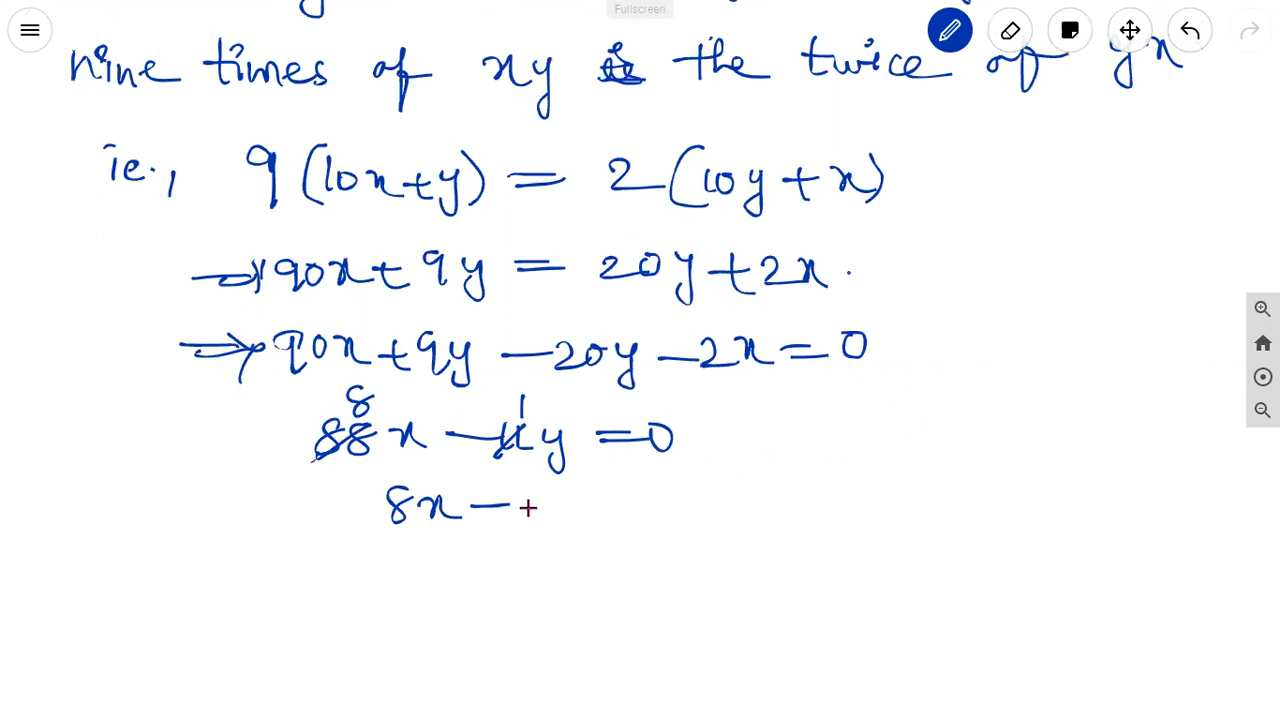 Fullscreen
nine times of xy is the twice of yx
ie., 9(10x+y) = 2(10y+x)
→ 90x+9y = 20y+2x.
⇒ 90x+9y-20y-2x=0
8 1
88x-11y=0
8x-